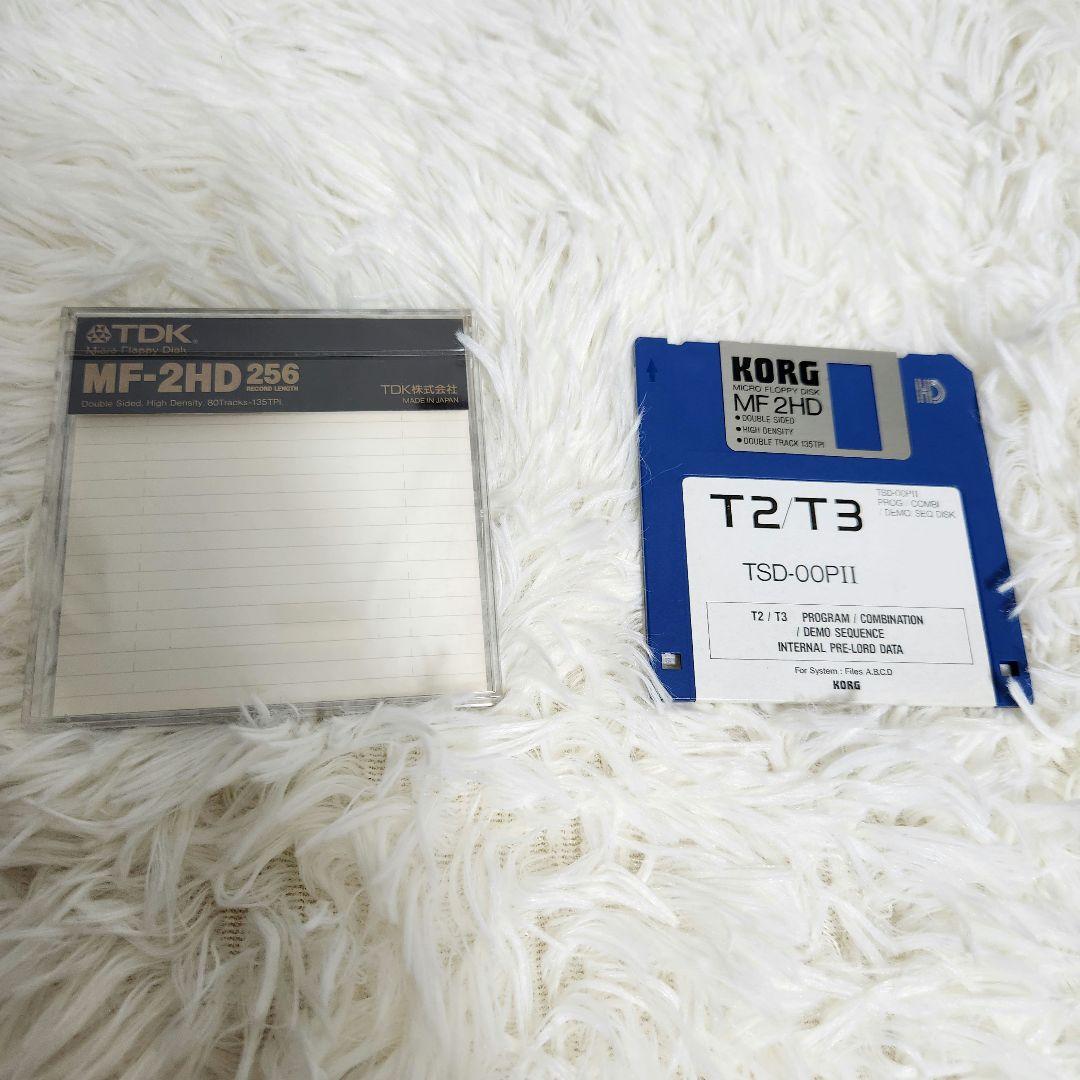 TDK®
Micro Floppy Disk
MF-2HD 256
RECORD LENGTH
TDK株式会社
MADE IN JAPAN
Double Sided, High Density, 80Tracks-135TPI.
KORG
MICRO FLOPPY DISK
MF 2HD
• DOUBLE SIDED
• HIGH DENSITY
• DOUBLE TRACK 135TPI
HD
T2/T3
TSD-00PII
PROG / COMBI
/ DEMO SEQ DISK
TSD-00PII
T2 / T3 PROGRAM / COMBINATION
/ DEMO SEQUENCE
INTERNAL PRE-LORD DATA
For System : Files A.B.C.D
KORG